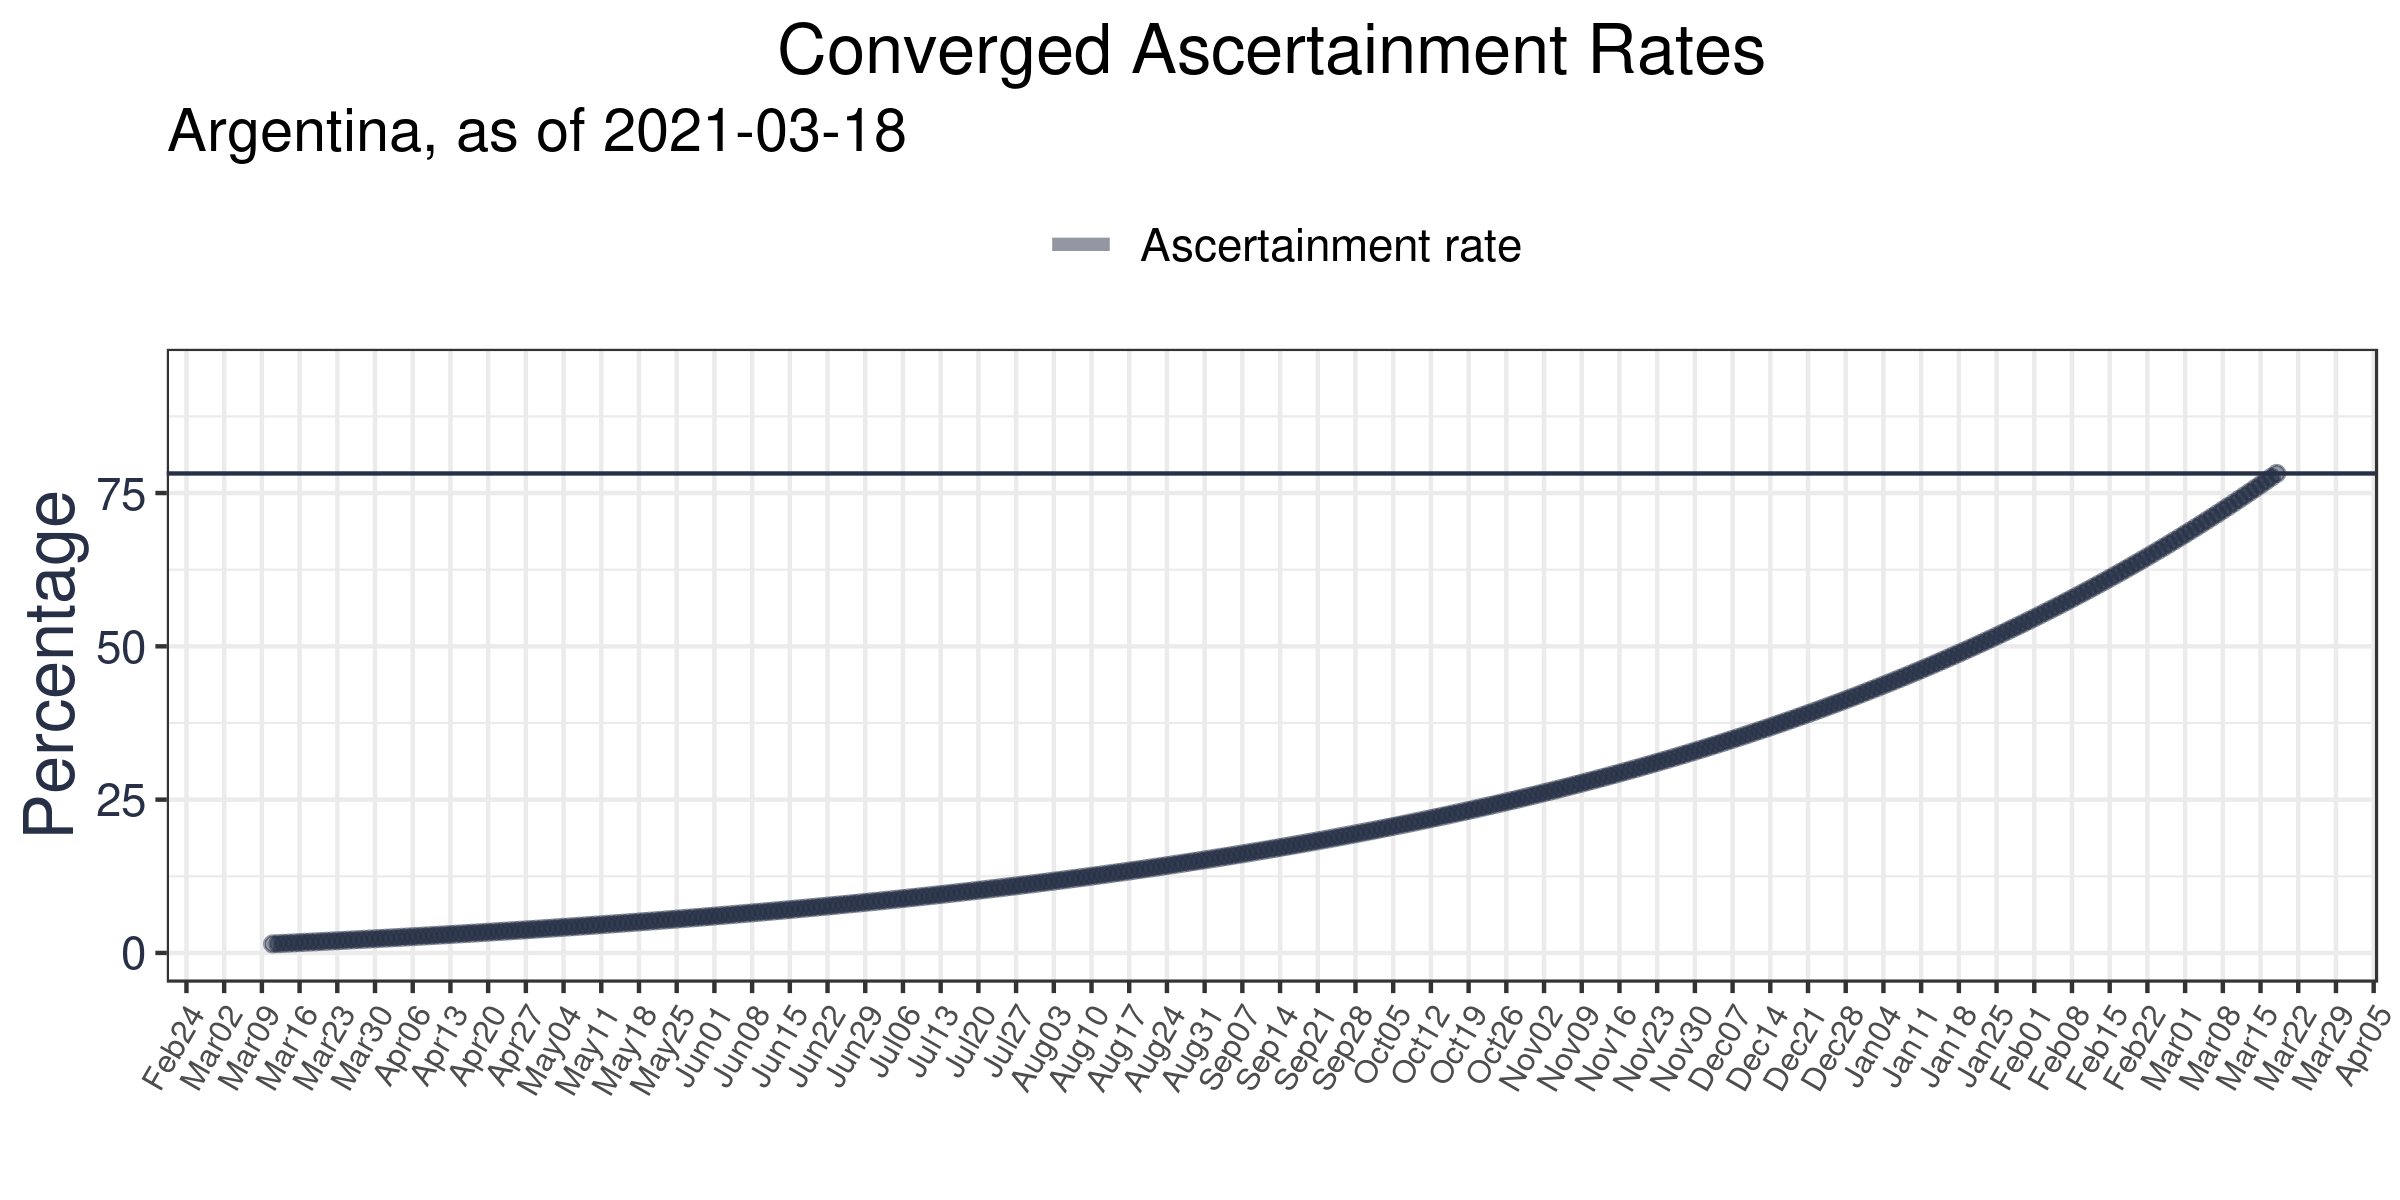 Converged Ascertainment Rates
Argentina, as of 2021-03-18
Ascertainment rate
Percentage
75
50
25
0
Feb24 Mar02 Mar09 Mar16 Mar23 Mar30 Apr06 Apr13 Apr20 Apr27 May04 May11 May18 May25 Jun01 Jun08 Jun15 Jun22 Jun29 Jul06 Jul13 Jul20 Jul27 Aug03 Aug10 Aug17 Aug24 Aug31 Sep07 Sep14 Sep21 Sep28 Oct05 Oct12 Oct19 Oct26 Nov02 Nov09 Nov16 Nov23 Nov30 Dec07 Dec14 Dec21 Dec28 Jan04 Jan11 Jan18 Jan25 Feb01 Feb08 Feb15 Feb22 Mar01 Mar08 Mar15 Mar22 Mar29 Apr05